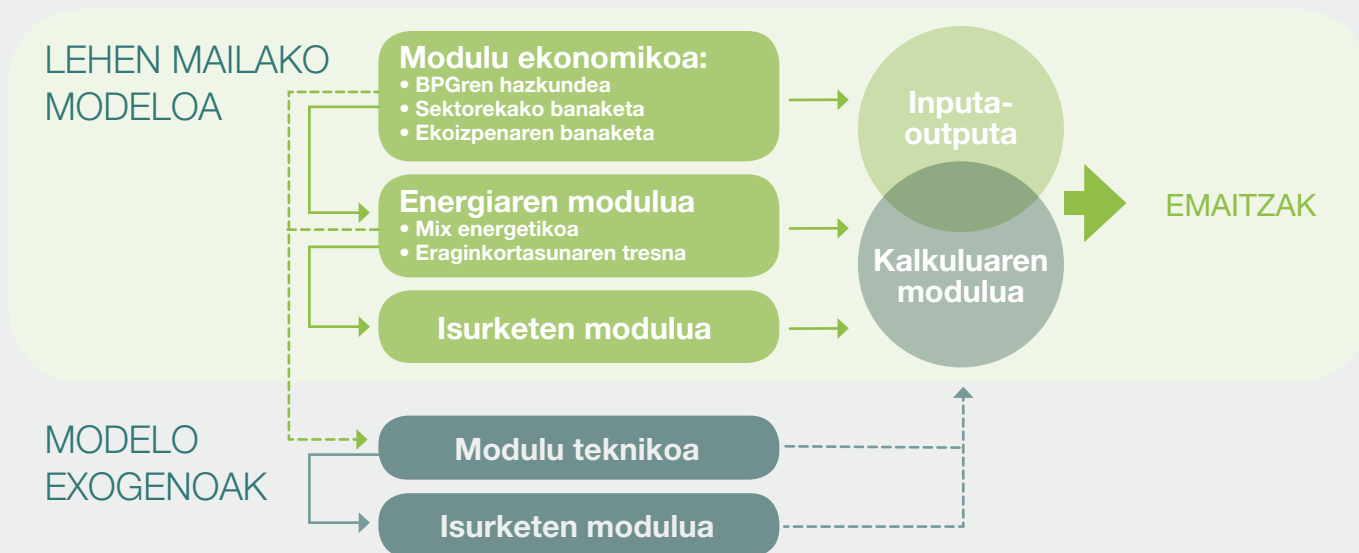 LEHEN MAILAKO
MODELOA
Modulu ekonomikoa:
• BPGren hazkundea
• Sektorekako banaketa
• Ekoizpenaren banaketa
Energiaren modulua
• Mix energetikoa
• Eraginkortasunaren tresna
Isurketen modulua
Inputa-
outputa
Kalkuluaren
modulua
EMAITZAK
MODELO
EXOGENOAK
Modulu teknikoa
Isurketen modulua